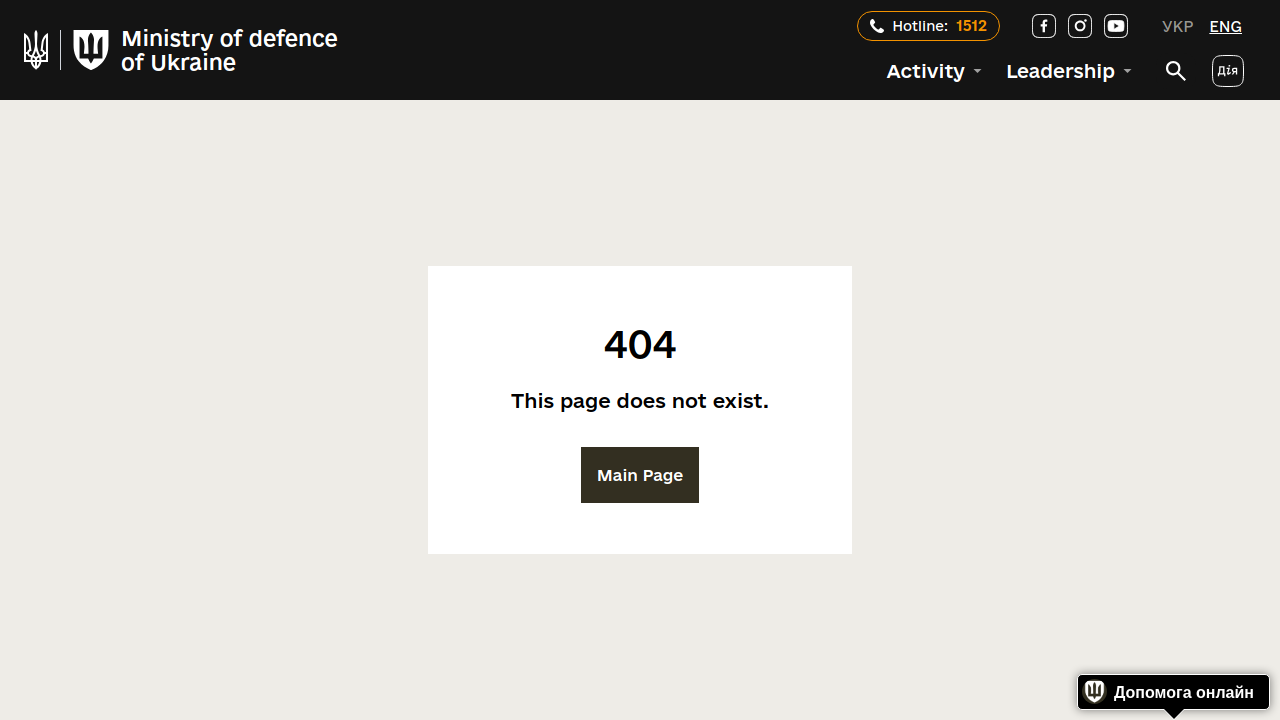 Ministry of defence
of Ukraine
Hotline: 1512
УКР
ENG
Activity
Leadership
Дія
404
This page does not exist.
Main Page
Допомога онлайн